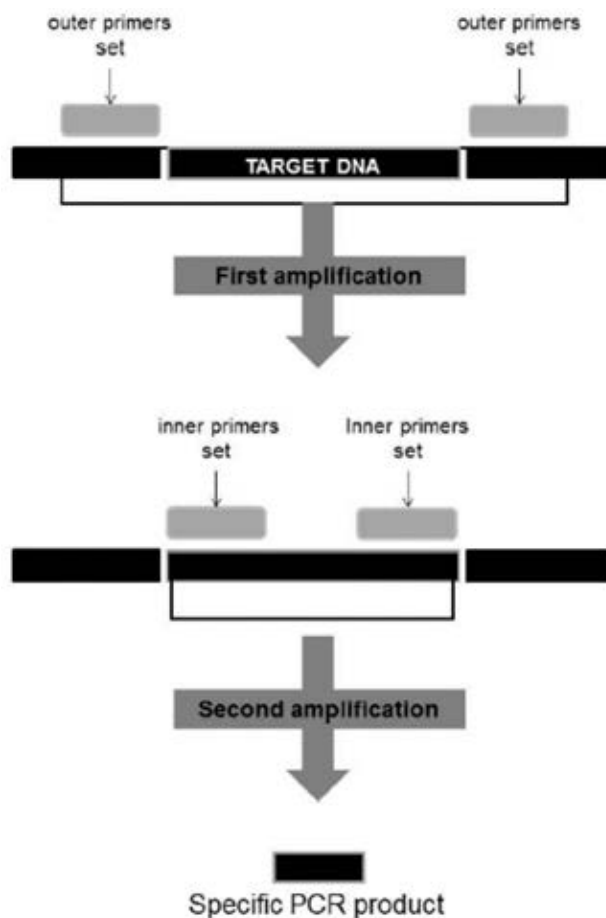 outer primers
set
outer primers
set
TARGET DNA
First amplification
inner primers
set
Inner primers
set
Second amplification
Specific PCR product